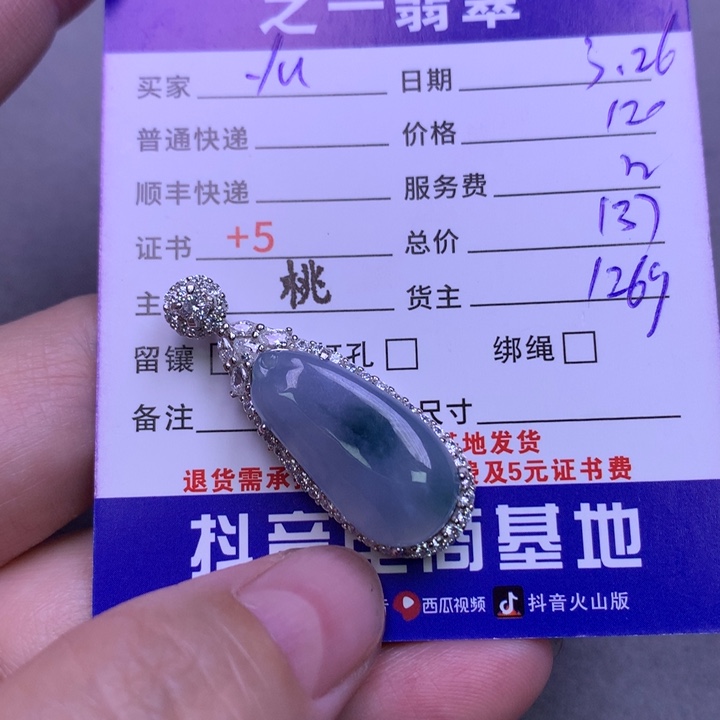 之一翡翠
买家 日期 3.26
普通快递 价格 120
顺丰快递 服务费
证书 +5 总价 137
主 桃 货主 1269
留镶 孔 绑绳
备注 尺寸
地发货
退货需承 及5元证书费
抖音电商基地
西瓜视频 抖音火山版